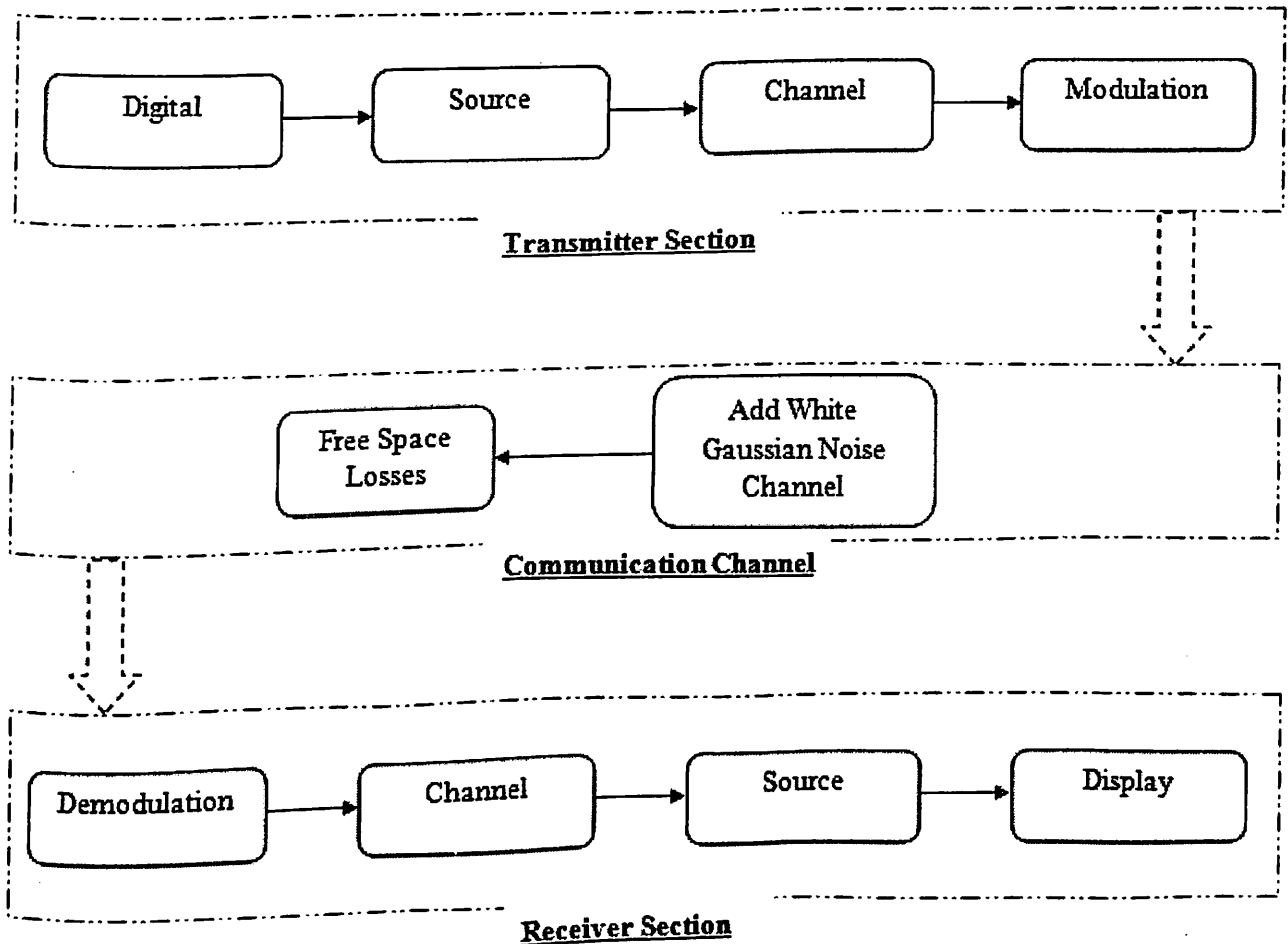 Digital
Source
Channel
Modulation
Transmitter Section
Add White
Gaussian Noise
Channel
Free Space
Losses
Communication Channel
Demodulation
Channel
Source
Display
Receiver Section